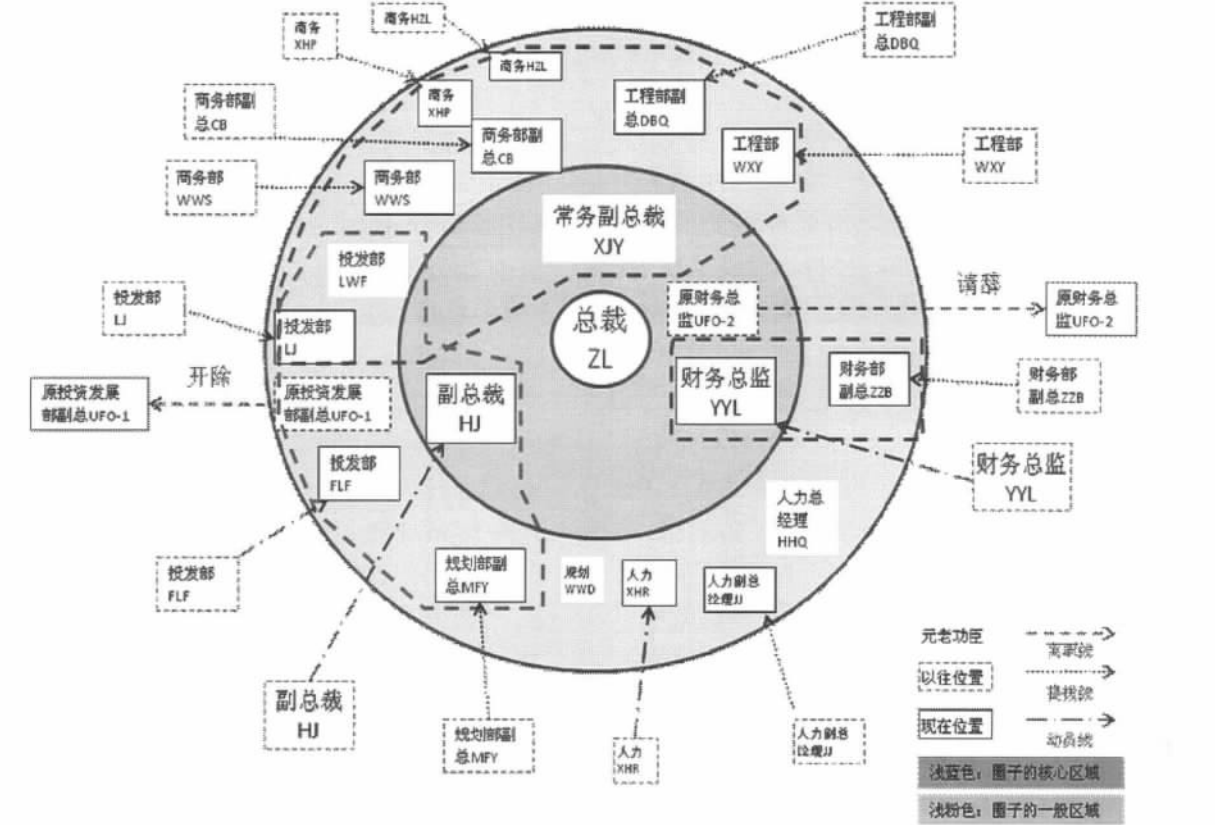 商务
XHP
商务HZL
工程部副
总DBQ
商务HZL
商务
XHP
工程部副
总DBQ
商务部副
总CB
商务部副
总CB
工程部
WXY
工程部
WXY
商务部
WWS
商务部
WWS
常务副总裁
XJY
投发部
LWF
投发部
LJ
投发部
LJ
总裁
ZL
原财务总
监UFO-2
请辞
原财务总
监UFO-2
开除
原投资发展
部副总UFO-1
原投资发展
部副总UFO-1
副总裁
HJ
财务总监
YYL
财务部
副总ZZB
财务部
副总ZZB
投发部
FLF
财务总监
YYL
人力总
经理
HHQ
投发部
FLF
规划部副
总MFY
规划
WWD
人力
XHR
人力副总
经理JJ
副总裁
HJ
规划部副
总MFY
人力
XHR
人力副总
经理JJ
元老功臣
离职线
以往位置
提拔线
现在位置
动员线
浅蓝色：圈子的核心区域
浅粉色：圈子的一般区域